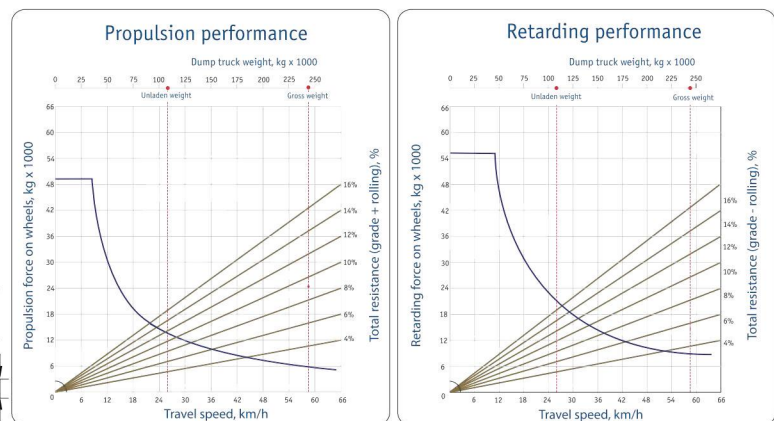 Propulsion performance
Dump truck weight, kg x 1000
0 25 50 75 100 125 150 175 200 225 250
Unladen weight Gross weight
Propulsion force on wheels, kg x 1000
66
60
54
48
42
36
30
24
18
12
6
0
16%
14%
12%
10%
8%
6%
4%
Total resistance (grade + rolling), %
6 12 18 24 30 36 42 48 54 60 66
Travel speed, km/h
Retarding performance
Dump truck weight, kg x 1000
0 25 50 75 100 125 150 175 200 225 250
Unladen weight Gross weight
Retarding force on wheels, kg x 1000
66
60
54
48
42
36
30
24
18
12
6
0
16%
14%
12%
10%
8%
6%
4%
Total resistance (grade - rolling), %
6 12 18 24 30 36 42 48 54 60 66
Travel speed, km/h